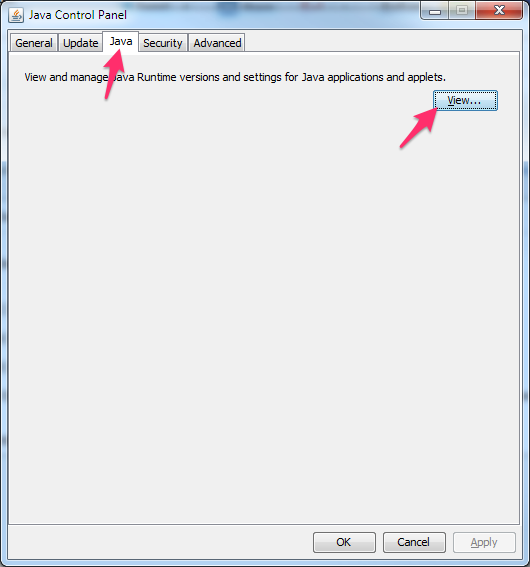 Java Control Panel
General Update Java Security Advanced
View and manage Java Runtime versions and settings for Java applications and applets.
View...
OK Cancel Apply